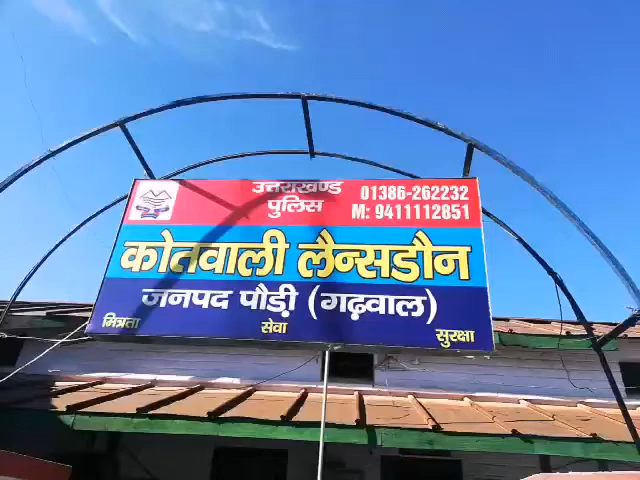 उत्तराखण्ड 01386-262232
पुलिस M: 9411112851
कोतवाली लैन्सडौन
जनपद पौड़ी (गढ़वाल)
मित्रता सेवा सुरक्षा